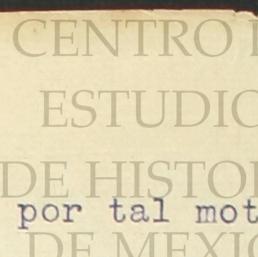 CENTRO
ESTUDIO
DE HISTO
por tal mot
DE MEXIC